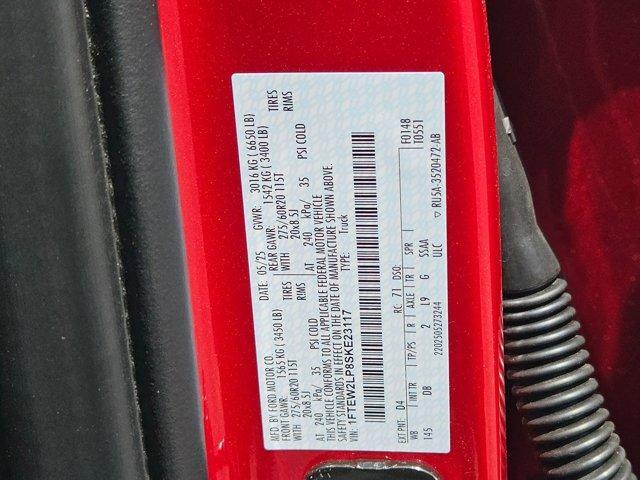 MFD. BY FORD MOTOR CO. DATE: 05/25 GVWR: 3016 KG ( 6650 LB)
FRONT GAWR: 1565 KG ( 3450 LB) REAR GAWR: 1542 KG ( 3400 LB)
WITH 275/60R20 115T TIRES WITH 275/60R20 115T TIRES
20x8.5J RIMS 20x8.5J RIMS
AT 240 kPa/ 35 PSI COLD AT 240 kPa/ 35 PSI COLD
THIS VEHICLE CONFORMS TO ALL APPLICABLE FEDERAL MOTOR VEHICLE
SAFETY STANDARDS IN EFFECT ON THE DATE OF MANUFACTURE SHOWN ABOVE.
VIN: 1FTEW2LP8SKE23117 TYPE: Truck
EXT PNT: D4 RC: 71 DSO: F0148
T0551
WB INT TR TP/PS R AXLE TR SPR
145 DB 2 L9 G S5AA
2202505273244 ULC ▽ RU5A-3520472-AB